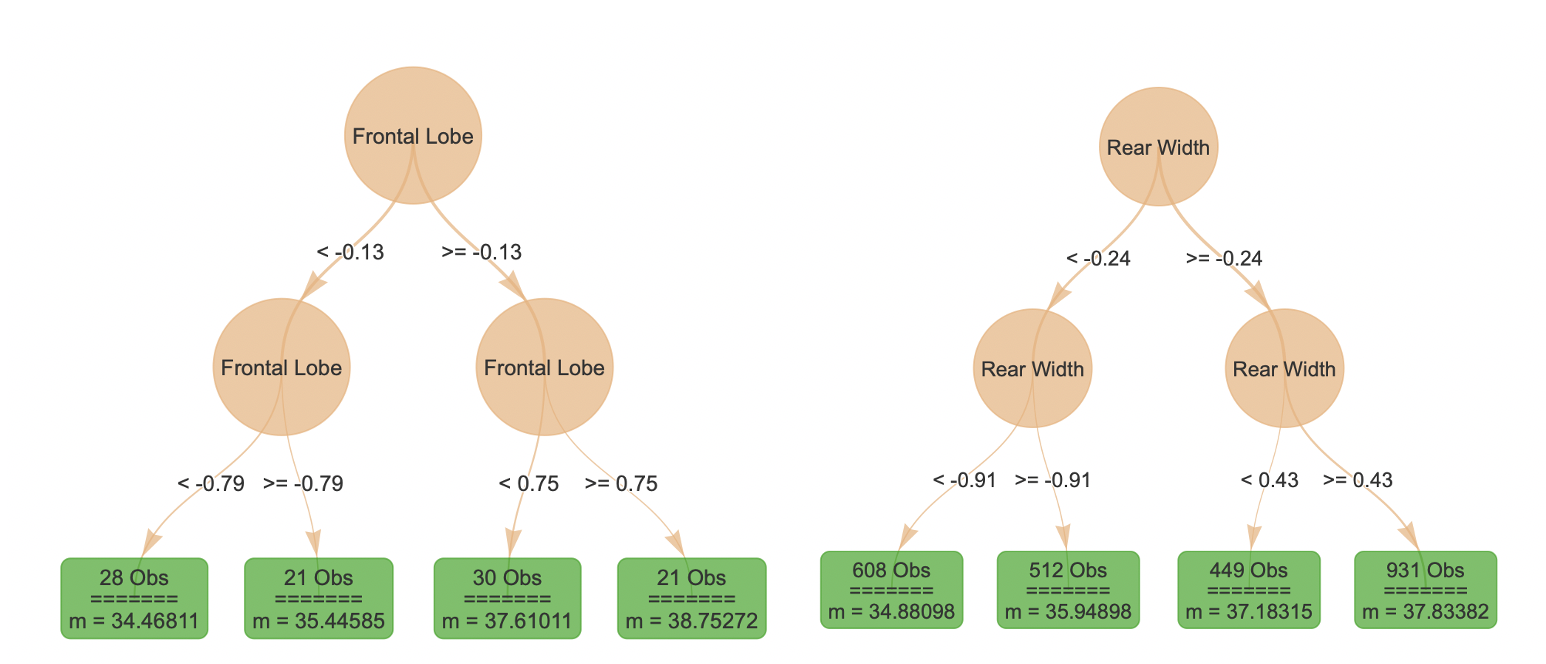 Frontal Lobe
< -0.13 >= -0.13
Frontal Lobe Frontal Lobe
< -0.79 >= -0.79 < 0.75 >= 0.75
28 Obs
=======
m = 34.46811
21 Obs
=======
m = 35.44585
30 Obs
=======
m = 37.61011
21 Obs
=======
m = 38.75272
Rear Width
< -0.24 >= -0.24
Rear Width Rear Width
< -0.91 >= -0.91 < 0.43 >= 0.43
608 Obs
=======
m = 34.88098
512 Obs
=======
m = 35.94898
449 Obs
=======
m = 37.18315
931 Obs
=======
m = 37.83382